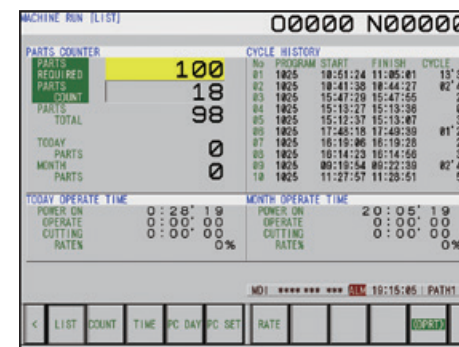 MACHINE RUN [LIST] O0000 N0000
PARTS COUNTER
PARTS REQUIRED 100
PARTS COUNT 18
PARTS TOTAL 98
TODAY PARTS 0
MONTH PARTS 0
CYCLE HISTORY
No PROGRAM START FINISH CYCLE
01 1025 10:51:24 11:05:01 13'
02 1025 10:41:38 10:44:27 02'
03 1025 15:47:29 15:47:55
04 1025 15:13:27 15:13:36
05 1025 15:12:37 15:13:07
06 1025 17:48:18 17:49:39 01'
07 1025 16:19:06 16:19:28
08 1025 16:14:23 16:14:56
09 1025 09:19:54 09:22:39 02'
10 1025 11:27:57 11:28:51
TODAY OPERATE TIME
POWER ON 0:28'19
OPERATE 0:00'00
CUTTING 0:00'00
RATE% 0%
MONTH OPERATE TIME
POWER ON 20:05'19
OPERATE 0:00'00
CUTTING 0:00'00
RATE% 0%
MDI **** *** *** ALM 19:15:05 PATH1
< LIST COUNT TIME PC DAY PC SET RATE (OPRT)